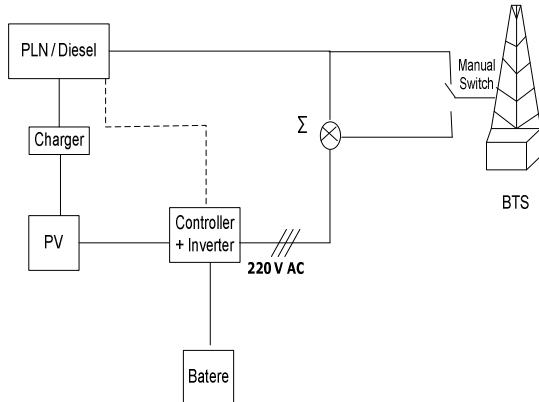 PLN / Diesel
Manual
Switch
Σ
Charger
BTS
Controller
+ Inverter
PV
220 V AC
Batere